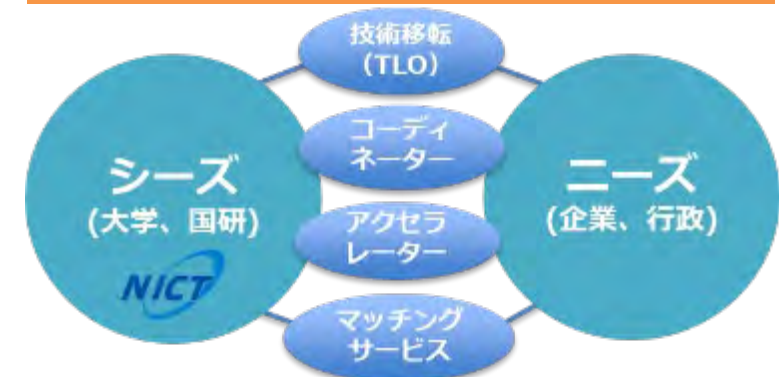 技術移転
(TLO)
コーディ
ネーター
シーズ
(大学、国研)
NICT
アクセラ
レーター
ニーズ
(企業、行政)
マッチング
サービス